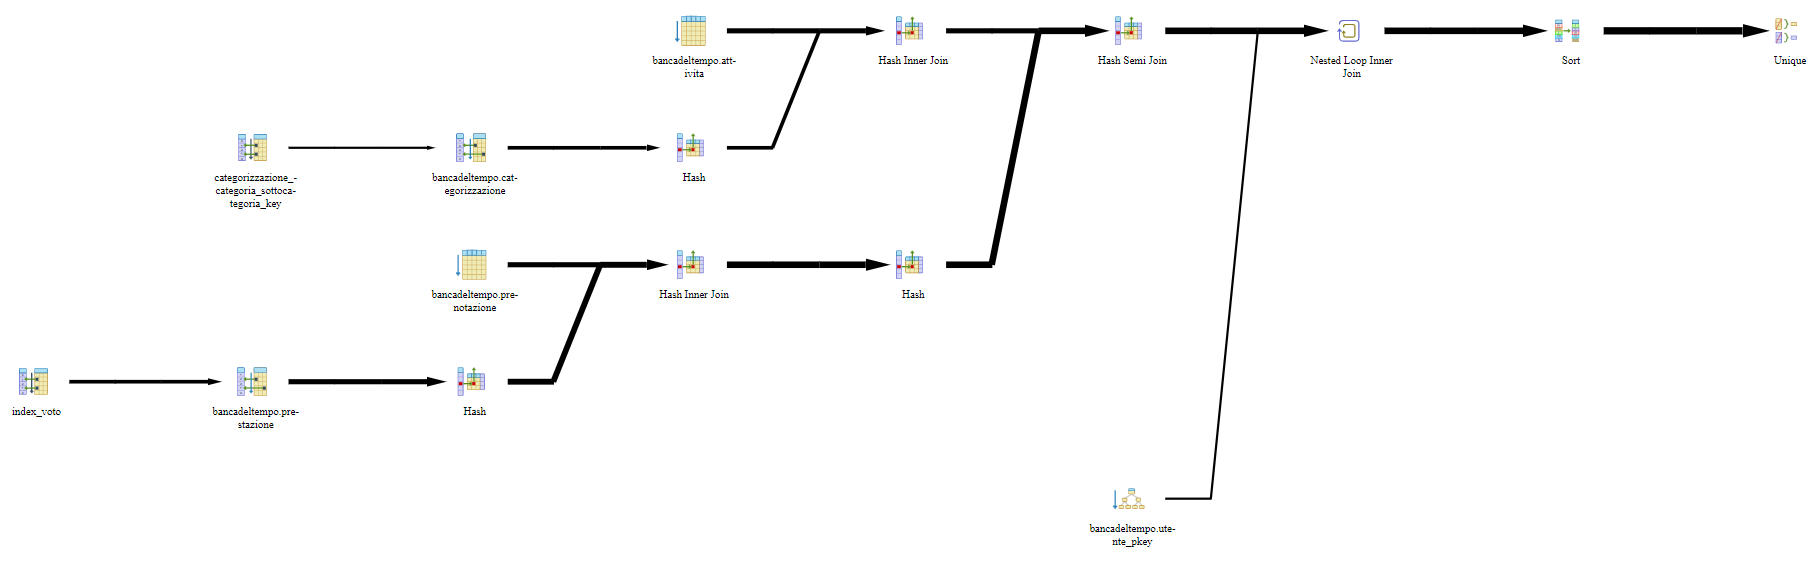 bancadeltempo.att-
ivita
Hash Inner Join
Hash Semi Join
Nested Loop Inner
Join
Sort
Unique
categorizzazione_-
categoria_sottoca-
tegoria_key
bancadeltempo.cat-
egorizzazione
Hash
bancadeltempo.pre-
notazione
Hash Inner Join
Hash
index_voto
bancadeltempo.pre-
stazione
Hash
bancadeltempo.ute-
nte_pkey